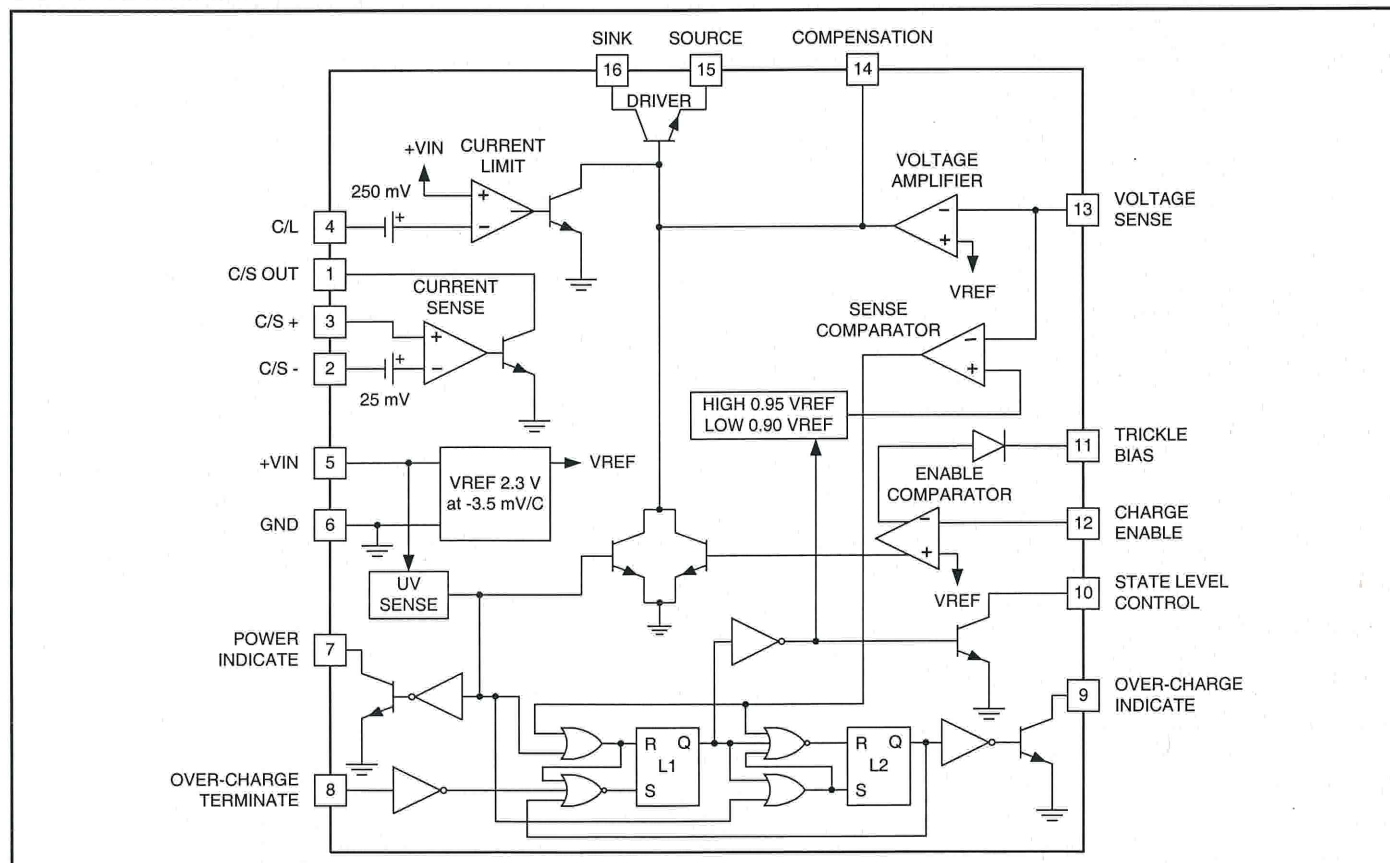 SINK SOURCE COMPENSATION
16 15 14
DRIVER
+VIN
CURRENT
LIMIT
250 mV
+
+
-
C/L 4
VOLTAGE
AMPLIFIER
-
+
13 VOLTAGE
SENSE
VREF
C/S OUT 1
CURRENT
SENSE
C/S + 3
+
-
+
C/S - 2
25 mV
SENSE
COMPARATOR
-
+
HIGH 0.95 VREF
LOW 0.90 VREF
11 TRICKLE
BIAS
+VIN 5
VREF 2.3 V
at -3.5 mV/C
VREF
GND 6
ENABLE
COMPARATOR
-
+
12 CHARGE
ENABLE
VREF
UV
SENSE
10 STATE LEVEL
CONTROL
POWER
INDICATE 7
9 OVER-CHARGE
INDICATE
R Q
L1
S
R Q
L2
S
OVER-CHARGE
TERMINATE 8